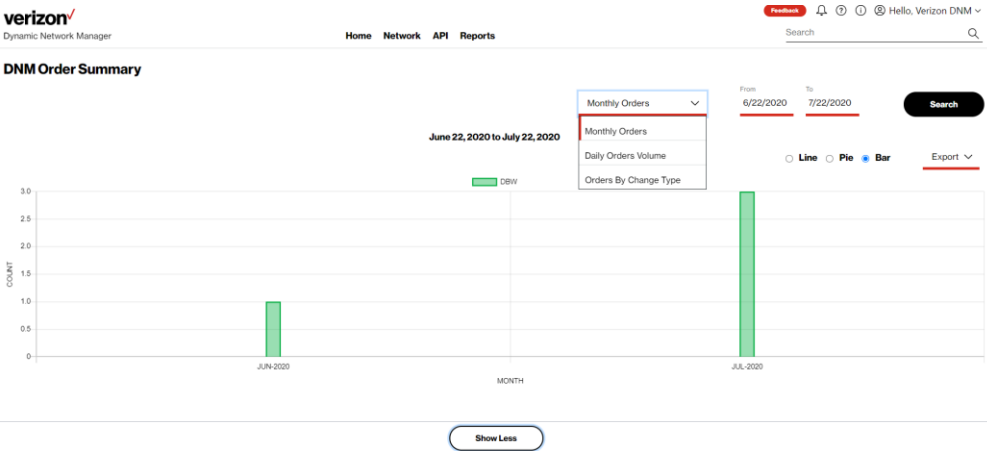 verizon✓
Feedback Hello, Verizon DNM
Dynamic Network Manager
Home Network API Reports
Search
DNM Order Summary
Monthly Orders
From
6/22/2020
To
7/22/2020
Search
Monthly Orders
Daily Orders Volume
Orders By Change Type
June 22, 2020 to July 22, 2020
Line Pie Bar
Export
DBW
3.0
2.5
2.0
1.5
1.0
0.5
0
COUNT
JUN-2020 JUL-2020
MONTH
Show Less